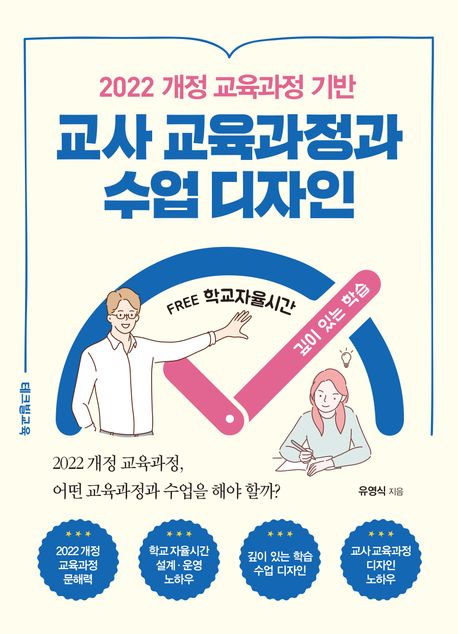 2022 개정 교육과정 기반
교사 교육과정과
수업 디자인
FREE 학교자율시간
깊이 있는 학습
테크빌교육
2022 개정 교육과정,
어떤 교육과정과 수업을 해야 할까?
유영식 지음
2022 개정
교육과정
문해력
학교 자율시간
설계·운영
노하우
깊이 있는 학습
수업 디자인
교사 교육과정
디자인
노하우